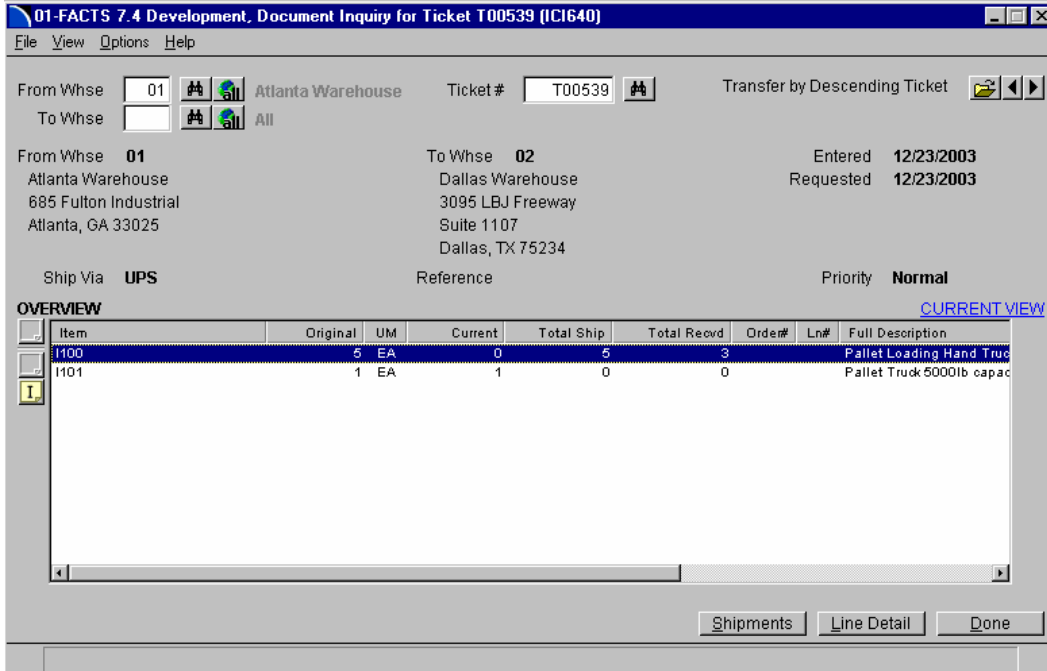 01-FACTS 7.4 Development, Document Inquiry for Ticket T00539 (ICI640)
File View Options Help
From Whse 01 Atlanta Warehouse Ticket # T00539 Transfer by Descending Ticket
To Whse All
From Whse 01 To Whse 02 Entered 12/23/2003
Atlanta Warehouse Dallas Warehouse Requested 12/23/2003
685 Fulton Industrial 3095 LBJ Freeway
Atlanta, GA 33025 Suite 1107
Dallas, TX 75234
Ship Via UPS Reference Priority Normal
OVERVIEW CURRENT VIEW
Item Original UM Current Total Ship Total Recvd Order# Ln# Full Description
I100 5 EA 0 5 3 Pallet Loading Hand Truc
I101 1 EA 1 0 0 Pallet Truck 5000lb capac
I
Shipments Line Detail Done